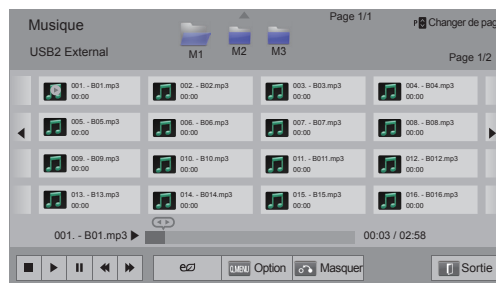 Musique
Page 1/1
P Changer de pag
USB2 External
M1 M2 M3
Page 1/2
001. - B01.mp3
00:00
002. - B02.mp3
00:00
003. - B03.mp3
00:00
004. - B04.mp3
00:00
005. - B05.mp3
00:00
006. - B06.mp3
00:00
007. - B07.mp3
00:00
008. - B08.mp3
00:00
009. - B09.mp3
00:00
010. - B10.mp3
00:00
011. - B011.mp3
00:00
012. - B012.mp3
00:00
013. - B13.mp3
00:00
014. - B014.mp3
00:00
015. - B15.mp3
00:00
016. - B016.mp3
00:00
001. - B01.mp3
00:03 / 02:58
Q.MENU Option
Masquer
Sortie